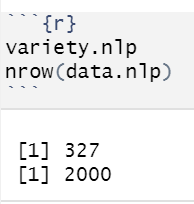 ```{r}
variety.nlp
nrow(data.nlp)
```
[1] 327
[1] 2000